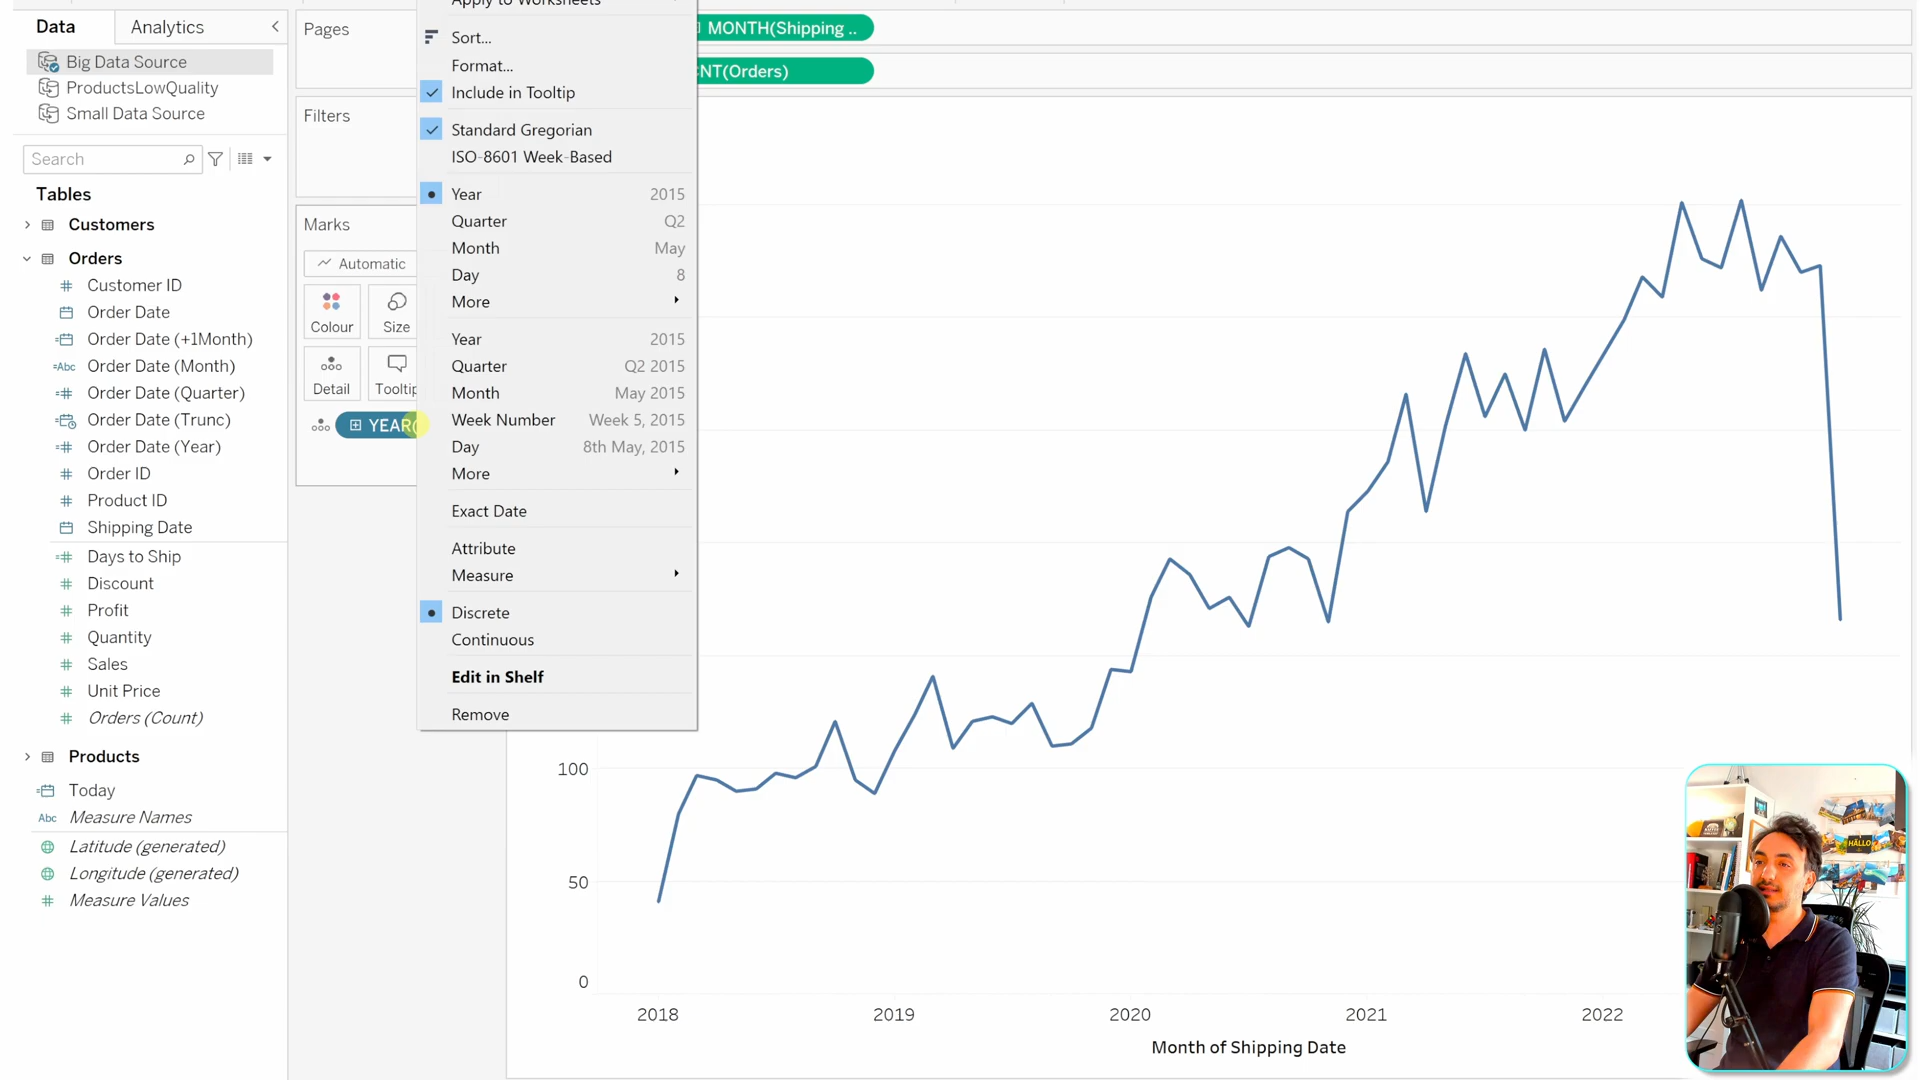 Data
Analytics
Big Data Source
ProductsLowQuality
Small Data Source
Search
Tables
Customers
Orders
Customer ID
Order Date
Order Date (+1Month)
=Abc Order Date (Month)
Order Date (Quarter)
Order Date (Trunc)
Order Date (Year)
Order ID
Product ID
Shipping Date
Days to Ship
Discount
Profit
Quantity
Sales
Unit Price
Orders (Count)
Products
Today
Abc Measure Names
Latitude (generated)
Longitude (generated)
Measure Values
Pages
Filters
Marks
Automatic
Colour
Size
Detail
Tooltip
YEAR(
Apply to Worksheets
Sort...
Format...
Include in Tooltip
Standard Gregorian
ISO-8601 Week-Based
Year 2015
Quarter Q2
Month May
Day 8
More
Year 2015
Quarter Q2 2015
Month May 2015
Week Number Week 5, 2015
Day 8th May, 2015
More
Exact Date
Attribute
Measure
Discrete
Continuous
Edit in Shelf
Remove
MONTH(Shipping ..
NT(Orders)
100
50
0
2018
2019
2020
2021
2022
Month of Shipping Date
HALLO